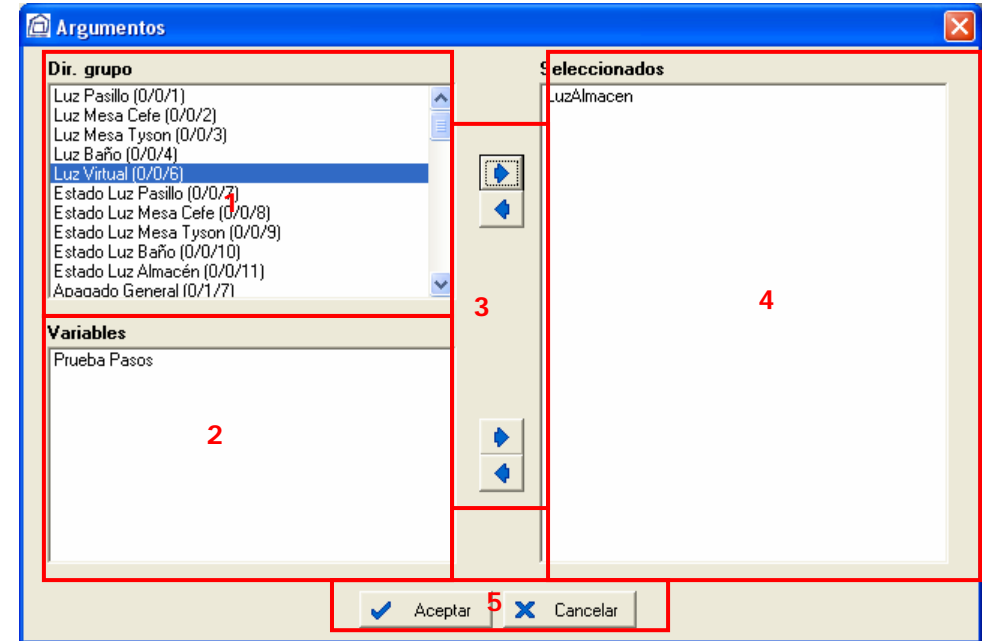 Argumentos
Dir. grupo
Luz Pasillo (0/0/1)
Luz Mesa Cefe (0/0/2)
Luz Mesa Tyson (0/0/3)
Luz Baño (0/0/4)
Luz Virtual (0/0/6)
Estado Luz Pasillo (0/0/7)
1
Estado Luz Mesa Cefe (0/0/8)
Estado Luz Mesa Tyson (0/0/9)
Estado Luz Baño (0/0/10)
Estado Luz Almacén (0/0/11)
Apagado General (0/1/7)
Variables
Prueba Pasos
2
3
Seleccionados
LuzAlmacen
4
Aceptar
5
Cancelar